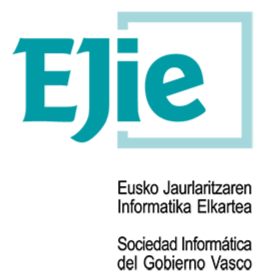 EJie
Eusko Jaurlaritzaren
Informatika Elkartea
Sociedad Informática
del Gobierno Vasco